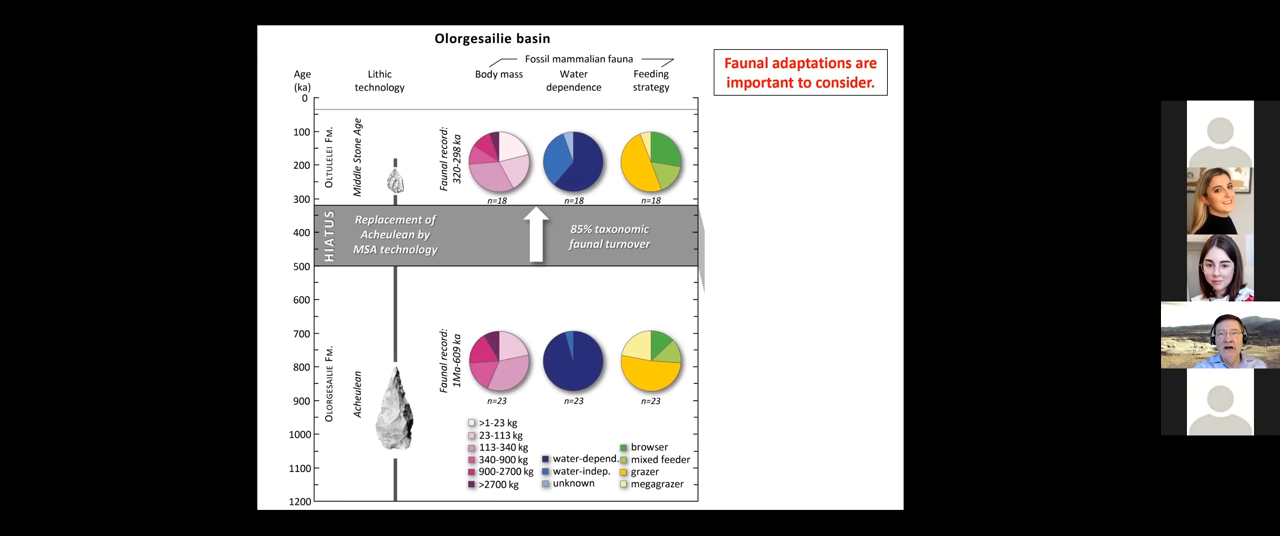 Olorgesailie basin
Fossil mammalian fauna
Age
(ka)
Lithic
technology
Body mass
Water
dependence
Feeding
strategy
Faunal adaptations are
important to consider.
0
100
200
300
400
500
600
700
800
900
1000
1100
1200
OLTULELEI FM.
Middle Stone Age
Faunal record:
320-298 ka
n=18
n=18
n=18
HIATUS
Replacement of
Acheulean by
MSA technology
85% taxonomic
faunal turnover
OLORGESAILIE FM.
Acheulean
Faunal record:
1Ma-609 ka
n=23
n=23
n=23
>1-23 kg
23-113 kg
113-340 kg
340-900 kg
900-2700 kg
>2700 kg
water-depend.
water-indep.
unknown
browser
mixed feeder
grazer
megagrazer